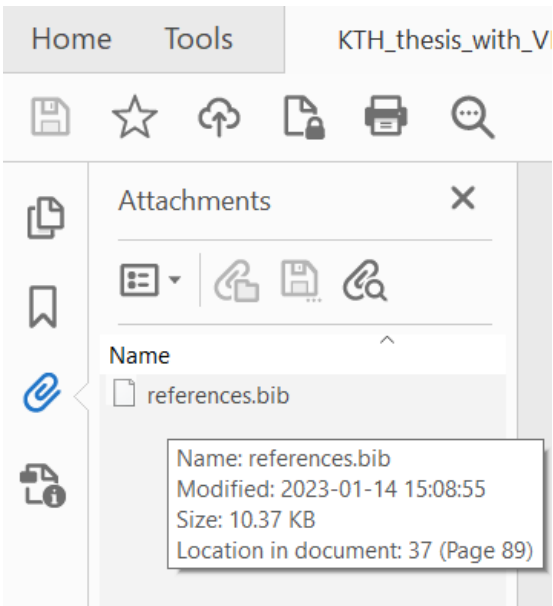 Home Tools KTH_thesis_with_VI
Attachments
Name
references.bib
Name: references.bib
Modified: 2023-01-14 15:08:55
Size: 10.37 KB
Location in document: 37 (Page 89)